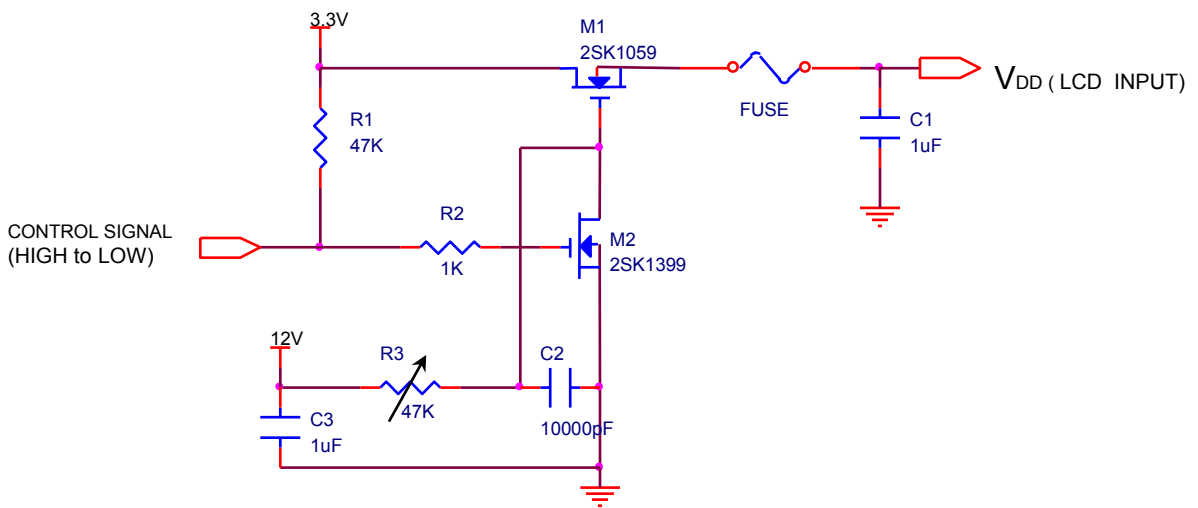 3.3V
M1
2SK1059
FUSE
VDD ( LCD INPUT)
R1
47K
C1
1uF
CONTROL SIGNAL
(HIGH to LOW)
R2
1K
M2
2SK1399
12V
R3
47K
C2
10000pF
C3
1uF